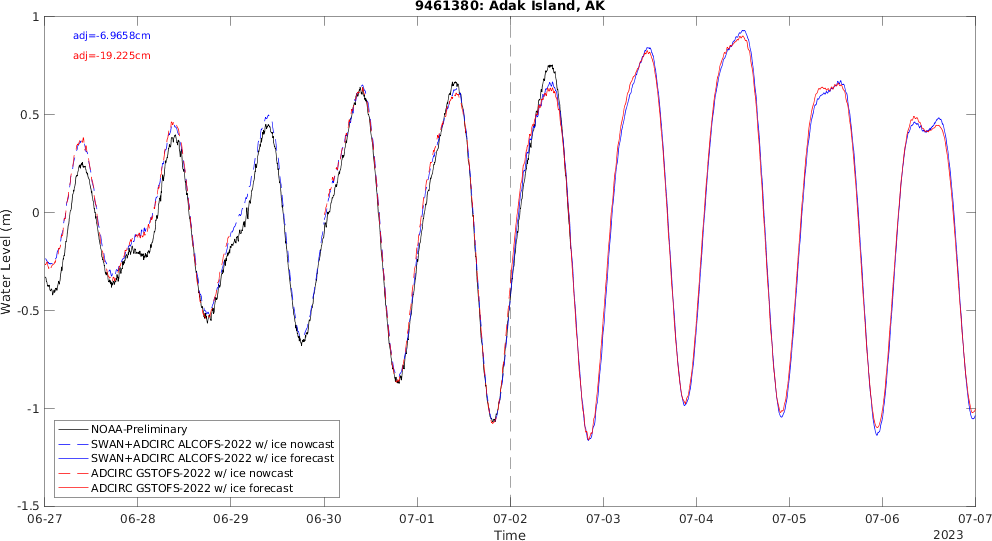 9461380: Adak Island, AK
adj=-6.9658cm
adj=-19.225cm
Water Level (m)
1
0.5
0
-0.5
-1
-1.5
NOAA-Preliminary
SWAN+ADCIRC ALCOFS-2022 w/ ice nowcast
SWAN+ADCIRC ALCOFS-2022 w/ ice forecast
ADCIRC GSTOFS-2022 w/ ice nowcast
ADCIRC GSTOFS-2022 w/ ice forecast
06-27 06-28 06-29 06-30 07-01 07-02 07-03 07-04 07-05 07-06 07-07
Time
2023